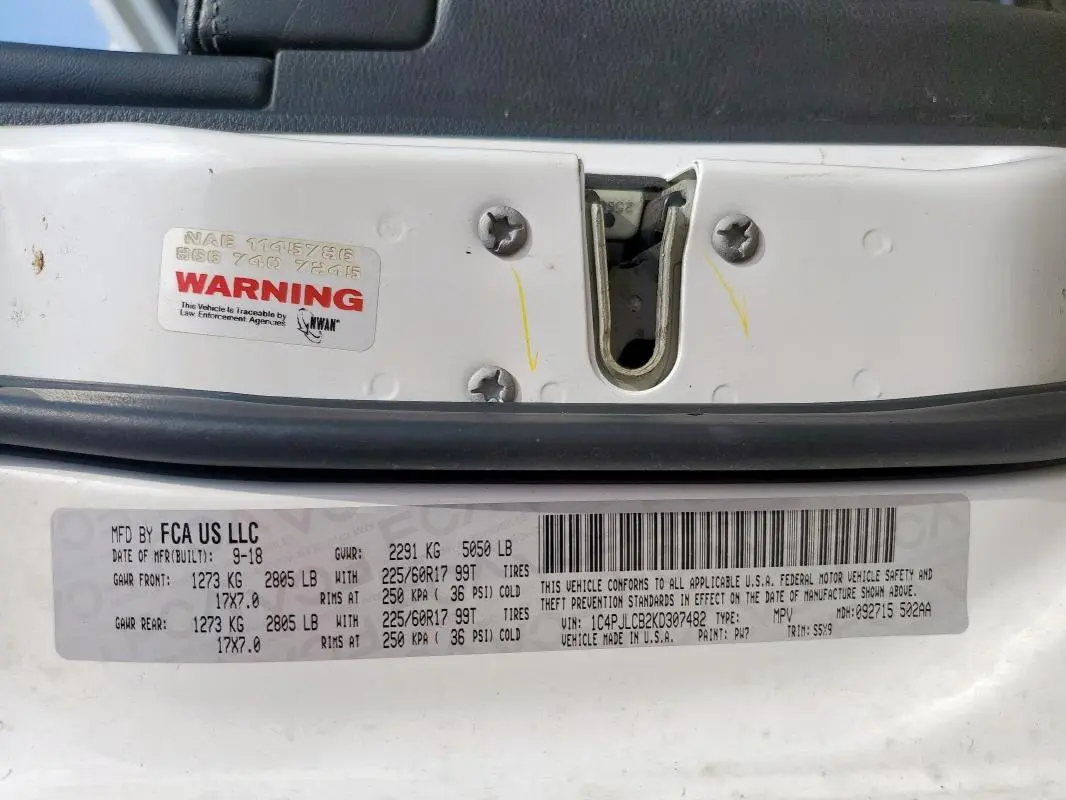 NAE 1145786
866 740 7245
WARNING
This Vehicle Is Traceable by
Law Enforcement Agencies
NWAN
MFD BY FCA US LLC
DATE OF MFR(BUILT): 9-18 GVWR: 2291 KG 5050 LB
GAWR FRONT: 1273 KG 2805 LB WITH 225/60R17 99T TIRES
17X7.0 RIMS AT 250 KPA ( 36 PSI) COLD
GAWR REAR: 1273 KG 2805 LB WITH 225/60R17 99T TIRES
17X7.0 RIMS AT 250 KPA ( 36 PSI) COLD
THIS VEHICLE CONFORMS TO ALL APPLICABLE U.S.A. FEDERAL MOTOR VEHICLE SAFETY AND
THEFT PREVENTION STANDARDS IN EFFECT ON THE DATE OF MANUFACTURE SHOWN ABOVE.
VIN: 1C4PJLCB2KD307482 TYPE: MPV MDH:092715 502AA
VEHICLE MADE IN U.S.A. PAINT: PW7 TRIM: S5X9